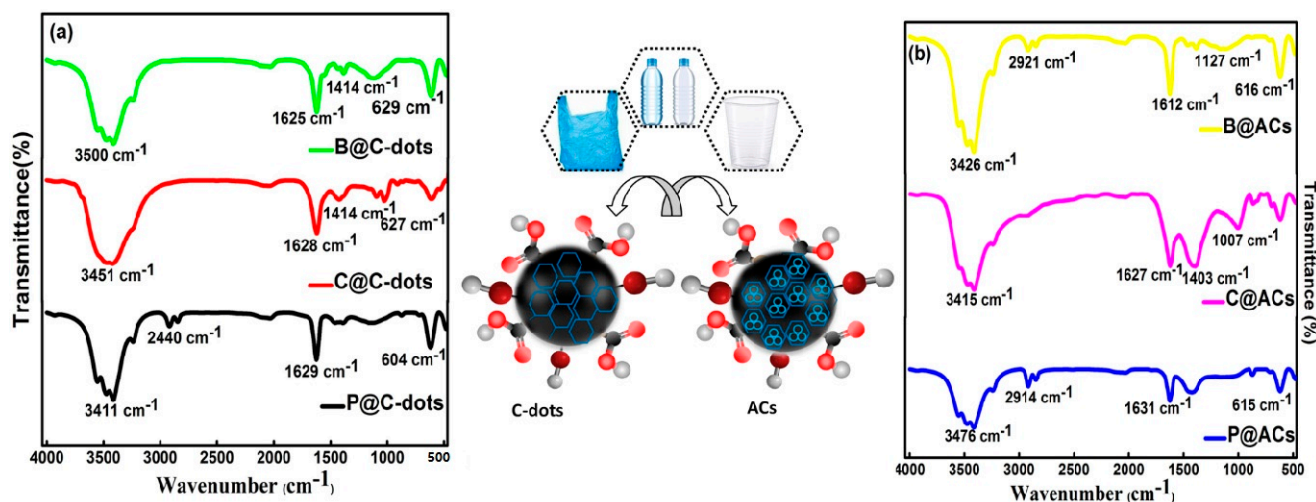 (a)
Transmittance(%)
1414 cm-1
1625 cm-1
629 cm-1
3500 cm-1
B@C-dots
1414 cm-1
627 cm-1
1628 cm-1
3451 cm-1
C@C-dots
2440 cm-1
1629 cm-1
604 cm-1
3411 cm-1
P@C-dots
4000 3500 3000 2500 2000 1500 1000 500
Wavenumber (cm-1)
C-dots
ACs
(b)
2921 cm-1
1127 cm-1
1612 cm-1
616 cm-1
3426 cm-1
B@ACs
1007 cm-1
1627 cm-1
1403 cm-1
3415 cm-1
C@ACs
2914 cm-1
1631 cm-1
615 cm-1
3476 cm-1
P@ACs
4000 3500 3000 2500 2000 1500 1000 500
Wavenumber (cm-1)
Transmittance (%)